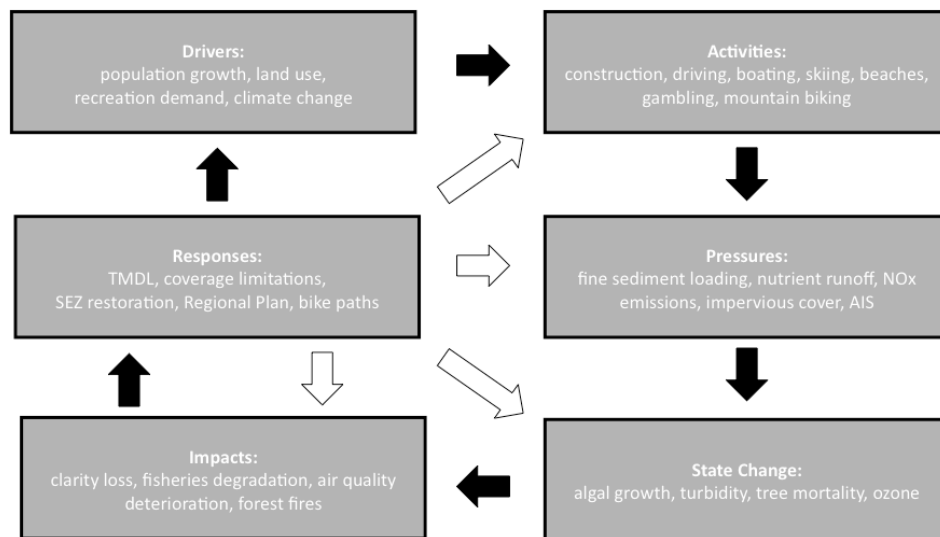 Drivers:
population growth, land use,
recreation demand, climate change
Activities:
construction, driving, boating, skiing, beaches,
gambling, mountain biking
Responses:
TMDL, coverage limitations,
SEZ restoration, Regional Plan, bike paths
Pressures:
fine sediment loading, nutrient runoff, NOx
emissions, impervious cover, AIS
Impacts:
clarity loss, fisheries degradation, air quality
deterioration, forest fires
State Change:
algal growth, turbidity, tree mortality, ozone